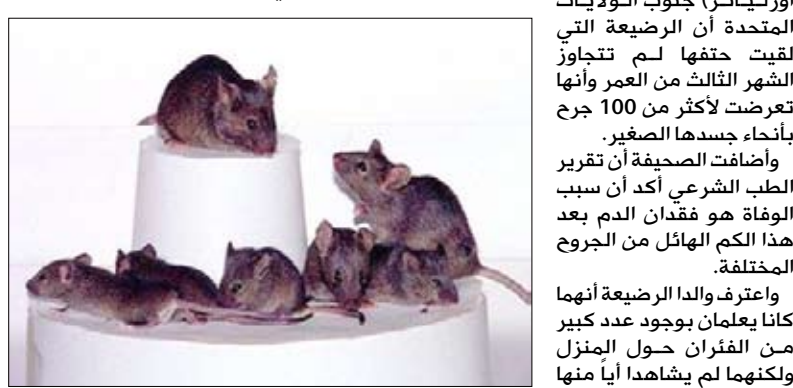 جنوب الولايات
المتحدة أن الرضيعة التي
لقيت حتفها لـم تتجاوز
الشهر الثالث من العمر وأنها
تعرضت لأكثر من 100 جرح
بأنحاء جسدها الصغير.
وأضافت الصحيفة أن تقرير
الطب الشرعي أكد أن سبب
الوفاة هو فقدان الدم بعد
هذا الكم الهائل من الجروح
المختلفة.
واعترف والدا الرضيعة أنهما
كانا يعلمان بوجود عدد كبير
مـن الفئران حـول المنزل
ولكنهما لم يشاهدا أياً منها